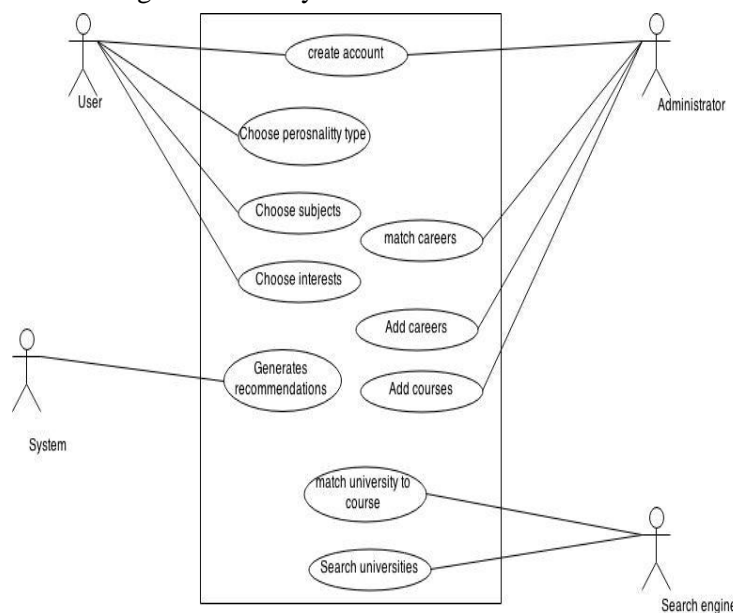 create account
User
Administrator
Choose perosnallity type
Choose subjects
match careers
Choose interests
Add careers
Generates
recommendations
Add courses
System
match university to
course
Search universities
Search engine